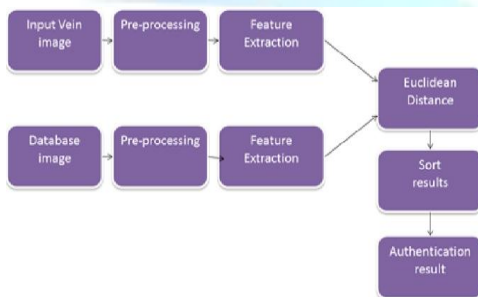 Input Vein
image
Pre-processing
Feature
Extraction
Euclidean
Distance
Database
image
Pre-processing
Feature
Extraction
Sort
results
Authentication
result